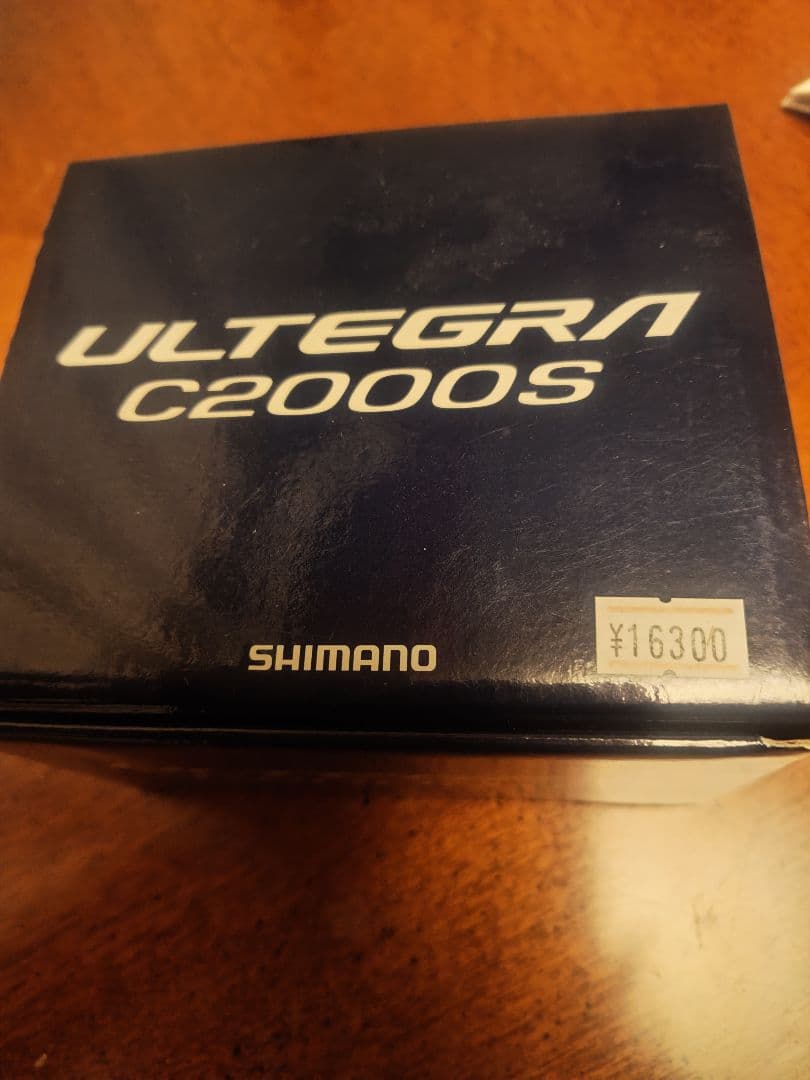 ULTEGRA
C2000S
SHIMANO
¥16300